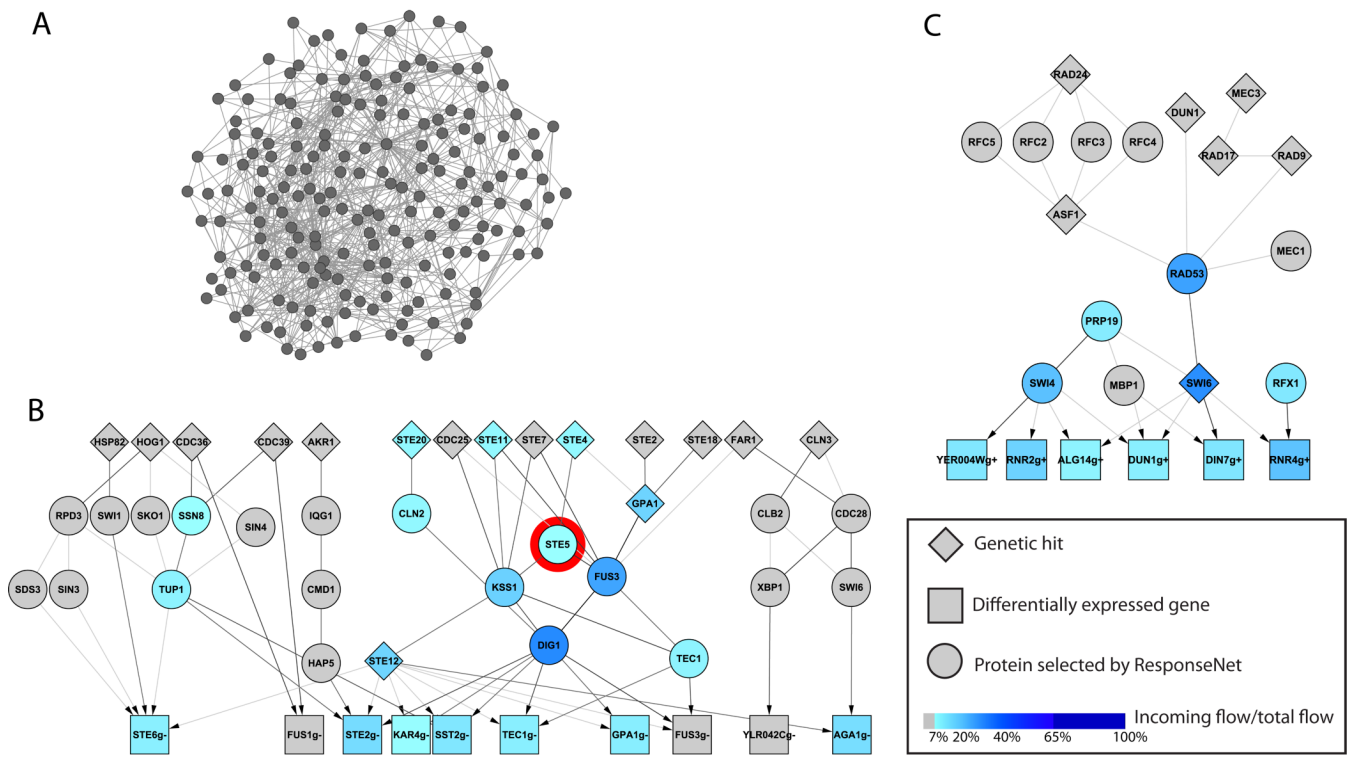 A
C
RAD24
MEC3
DUN1
RFC5 RFC2 RFC3 RFC4
RAD17 RAD9
ASF1
MEC1
RAD53
PRP19
SWI4 MBP1 SWI6 RFX1
YER004Wg+ RNR2g+ ALG14g+ DUN1g+ DIN7g+ RNR4g+
B
HSP82 HOG1 CDC36 CDC39 AKR1 STE20 CDC25 STE11 STE7 STE4 STE2 STE18 FAR1 CLN3
GPA1
RPD3 SWI1 SKO1 SSN8 SIN4 IQG1 CLN2 CLB2 CDC28
STE5
SDS3 SIN3 TUP1 CMD1 KSS1 FUS3 XBP1 SWI6
DIG1
HAP5 STE12 TEC1
STE6g- FUS1g- STE2g- KAR4g- SST2g- TEC1g- GPA1g- FUS3g- YLR042Cg- AGA1g-
Genetic hit
Differentially expressed gene
Protein selected by ResponseNet
Incoming flow/total flow
7% 20% 40% 65% 100%